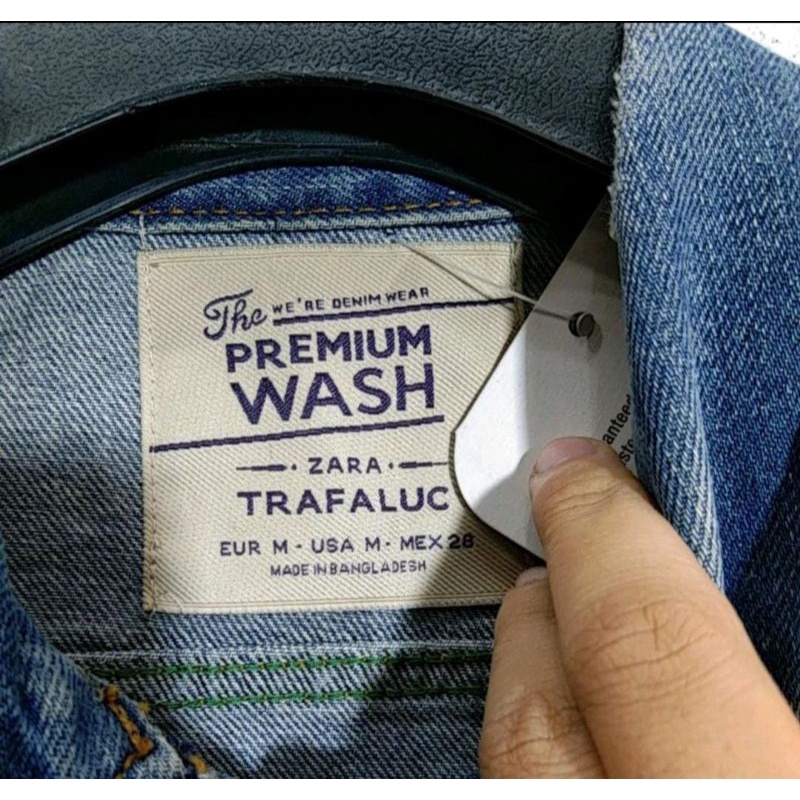 The WE'RE DENIM WEAR
PREMIUM
WASH
ZARA
TRAFALUC
EUR M - USA M - MEX 28
MADE IN BANGLADESH